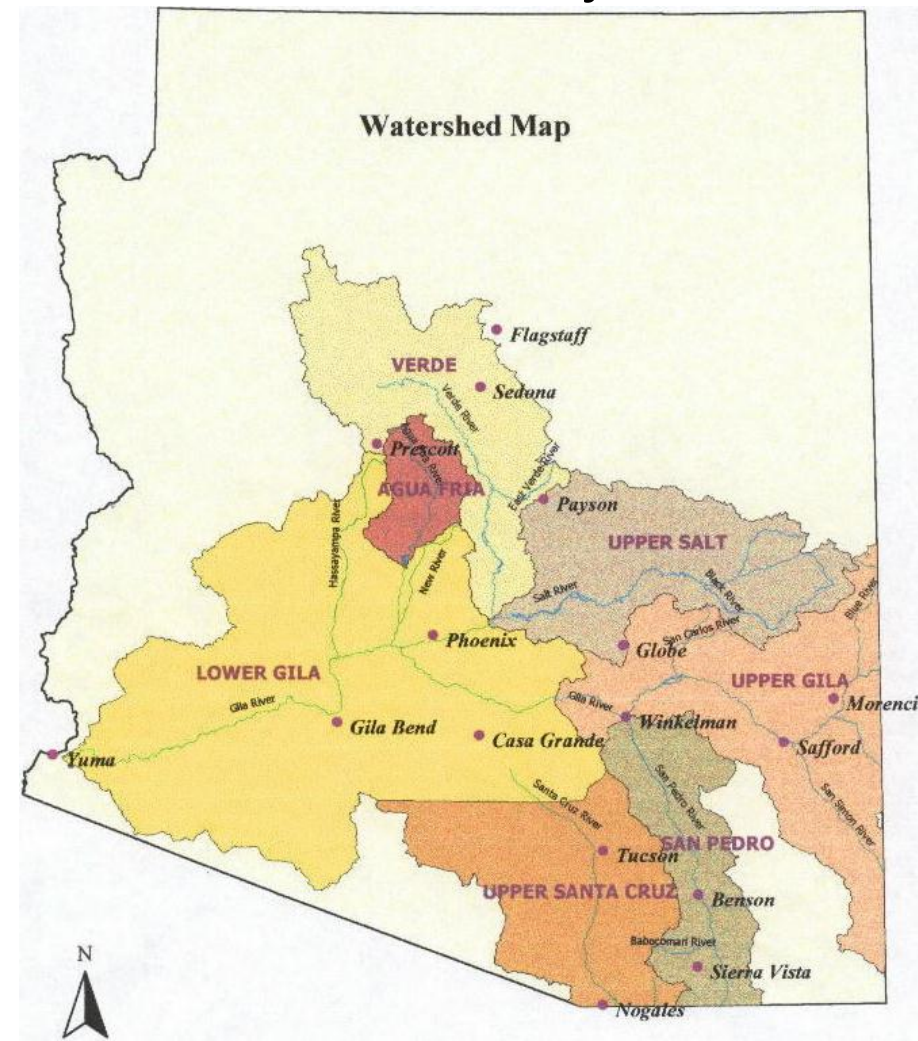 Watershed Map
Flagstaff
VERDE
Sedona
Verde River
Prescott
AGUA FRIA
East Verde River
Payson
UPPER SALT
Hassayampa River
New River
Salt River
Black River
Blue River
San Carlos River
Phoenix
Globe
LOWER GILA
UPPER GILA
Gila River
Gila River
Morenci
Gila Bend
Winkelman
Casa Grande
Safford
Yuma
Santa Cruz River
San Pedro River
San Simon River
SAN PEDRO
Tucson
UPPER SANTA CRUZ
Benson
Babocomari River
Sierra Vista
N
Nogales